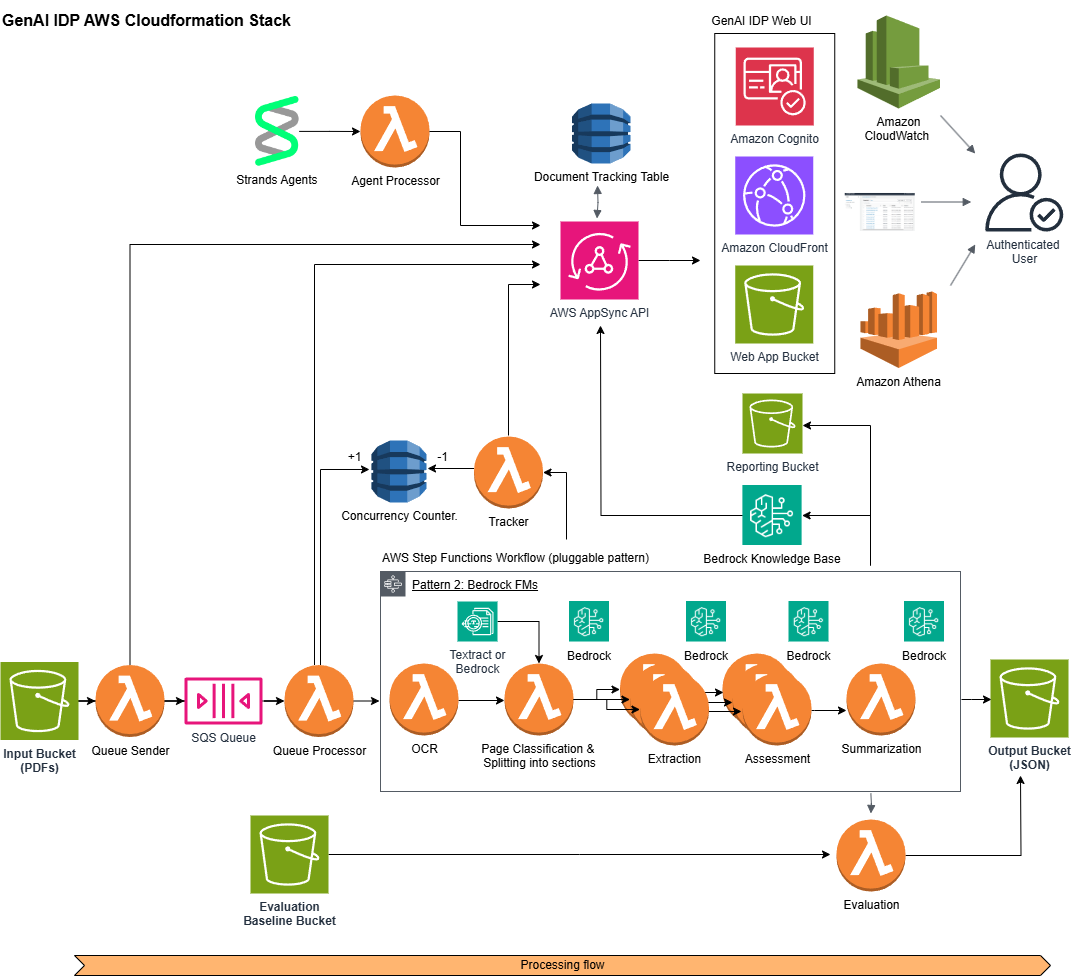 GenAI IDP AWS Cloudformation Stack
GenAI IDP Web UI
Amazon Cognito
Amazon CloudFront
Web App Bucket
Amazon
CloudWatch
Authenticated
User
Amazon Athena
Strands Agents
Agent Processor
Document Tracking Table
AWS AppSync API
Reporting Bucket
Bedrock Knowledge Base
+1
-1
Concurrency Counter.
Tracker
AWS Step Functions Workflow (pluggable pattern)
Pattern 2: Bedrock FMs
Textract or
Bedrock
Bedrock
Bedrock
Bedrock
Bedrock
Input Bucket
(PDFs)
Queue Sender
SQS Queue
Queue Processor
OCR
Page Classification &
Splitting into sections
Extraction
Assessment
Summarization
Output Bucket
(JSON)
Evaluation
Baseline Bucket
Evaluation
Processing flow